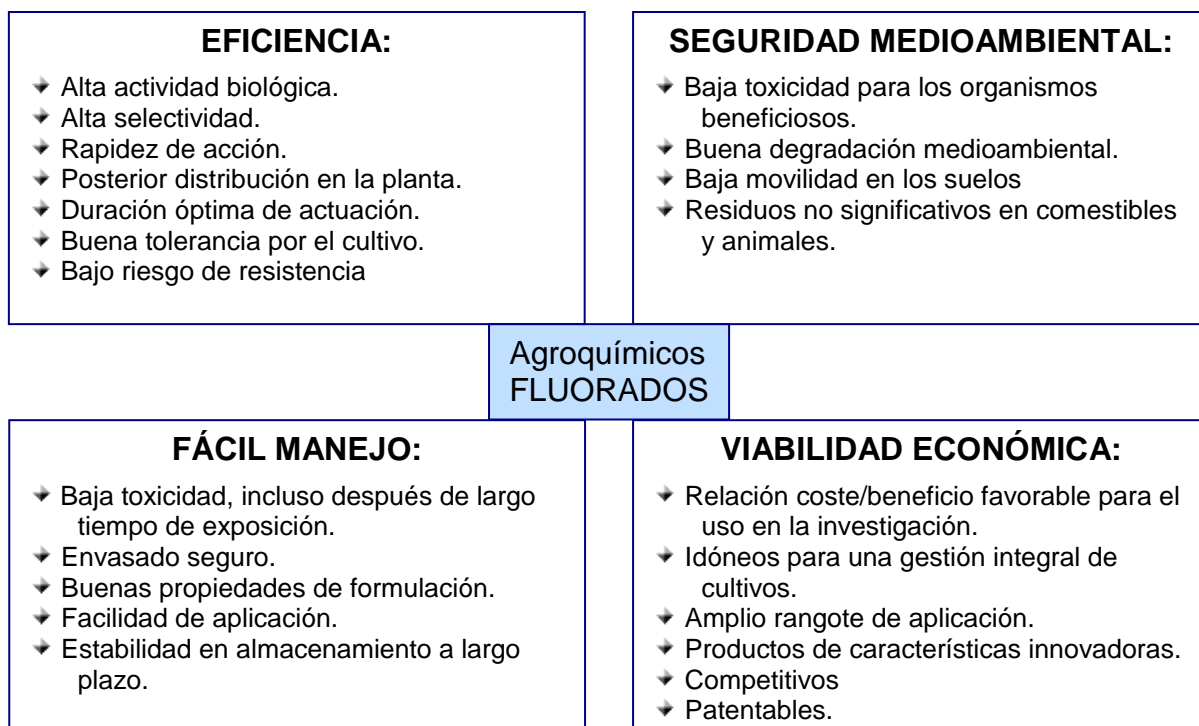 EFICIENCIA:
Alta actividad biológica.
Alta selectividad.
Rapidez de acción.
Posterior distribución en la planta.
Duración óptima de actuación.
Buena tolerancia por el cultivo.
Bajo riesgo de resistencia
SEGURIDAD MEDIOAMBIENTAL:
Baja toxicidad para los organismos
beneficiosos.
Buena degradación medioambiental.
Baja movilidad en los suelos
Residuos no significativos en comestibles
y animales.
Agroquímicos
FLUORADOS
FÁCIL MANEJO:
Baja toxicidad, incluso después de largo
tiempo de exposición.
Envasado seguro.
Buenas propiedades de formulación.
Facilidad de aplicación.
Estabilidad en almacenamiento a largo
plazo.
VIABILIDAD ECONÓMICA:
Relación coste/beneficio favorable para el
uso en la investigación.
Idóneos para una gestión integral de
cultivos.
Amplio rangote de aplicación.
Productos de características innovadoras.
Competitivos
Patentables.